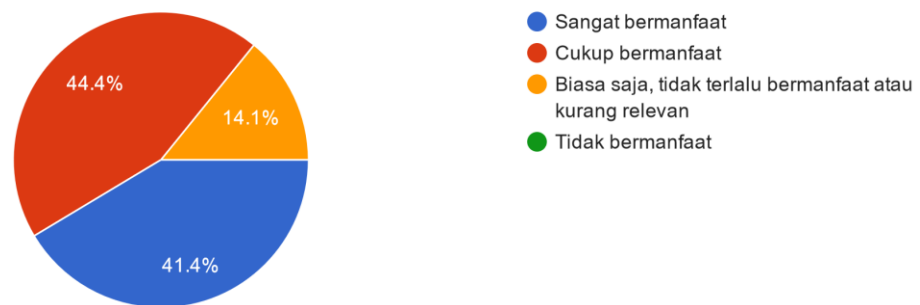 44.4%
14.1%
41.4%
Sangat bermanfaat
Cukup bermanfaat
Biasa saja, tidak terlalu bermanfaat atau
kurang relevan
Tidak bermanfaat